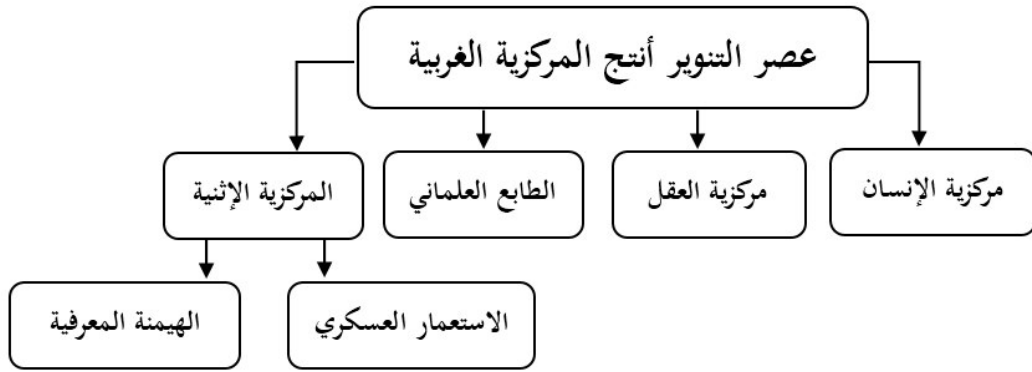 عصر التنوير أنتج المركزية الغربية
مركزية الإنسان
مركزية العقل
الطابع العلماني
المركزية الإثنية
الاستعمار العسكري
الهيمنة المعرفية